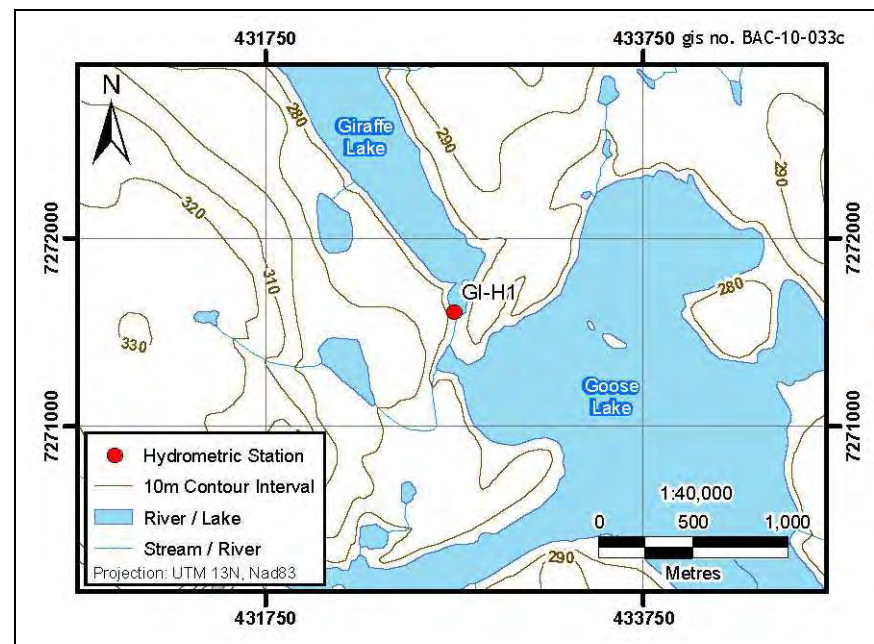 431750
433750
gis no. BAC-10-033c
N
280
Giraffe
Lake
290
290
320
7272000
7272000
310
GI-H1
280
330
Goose
Lake
7271000
7271000
Hydrometric Station
10m Contour Interval
River / Lake
Stream / River
Projection: UTM 13N, Nad83
1:40,000
0 500 1,000
Metres
290
431750
433750